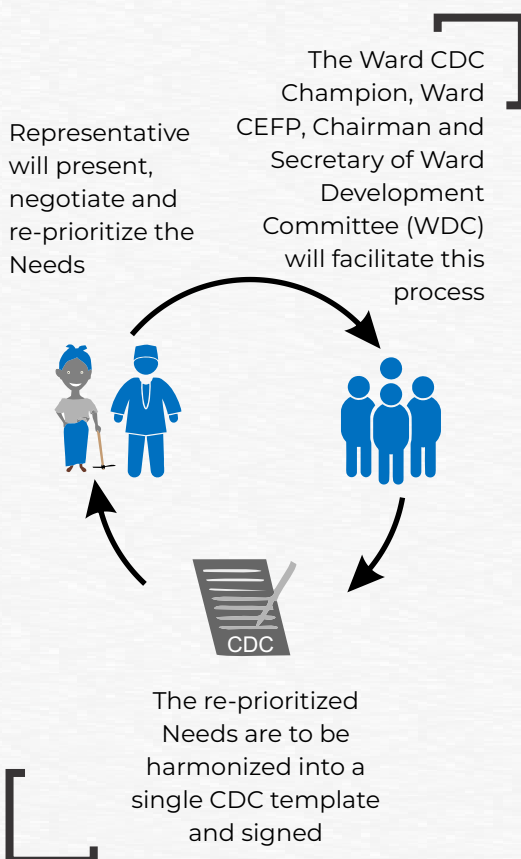 Representative
will present,
negotiate and
re-prioritize the
Needs
The Ward CDC
Champion, Ward
CEFP, Chairman and
Secretary of Ward
Development
Committee (WDC)
will facilitate this
process
CDC
The re-prioritized
Needs are to be
harmonized into a
single CDC template
and signed